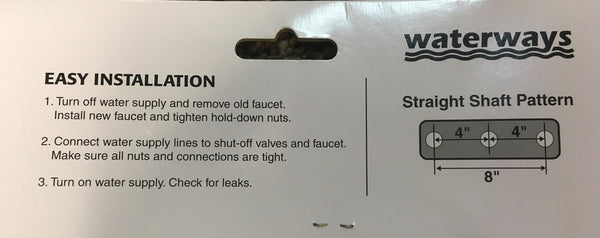 EASY INSTALLATION
1. Turn off water supply and remove old faucet.
Install new faucet and tighten hold-down nuts.
2. Connect water supply lines to shut-off valves and faucet.
Make sure all nuts and connections are tight.
3. Turn on water supply. Check for leaks.
waterways
Straight Shaft Pattern
4" 4"
8"